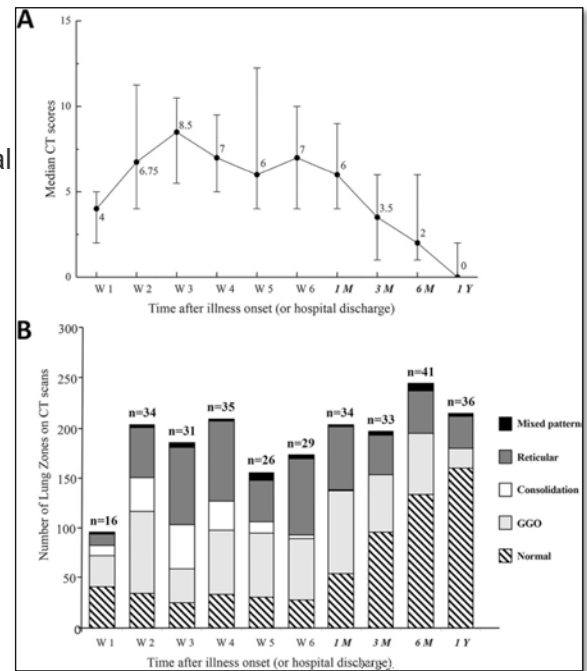 A
15
10
5
0
Median CT scores
al
4
6.75
8.5
7
6
7
6
3.5
2
0
W 1 W 2 W 3 W 4 W 5 W 6 1 M 3 M 6 M 1 Y
Time after illness onset (or hospital discharge)
B
300
250
200
150
100
50
0
Number of Lung Zones on CT scans
n=16
n=34
n=31
n=35
n=26
n=29
n=34
n=33
n=41
n=36
Mixed pattern
Reticular
Consolidation
GGO
Normal
W 1 W 2 W 3 W 4 W 5 W 6 1 M 3 M 6 M 1 Y
Time after illness onset (or hospital discharge)